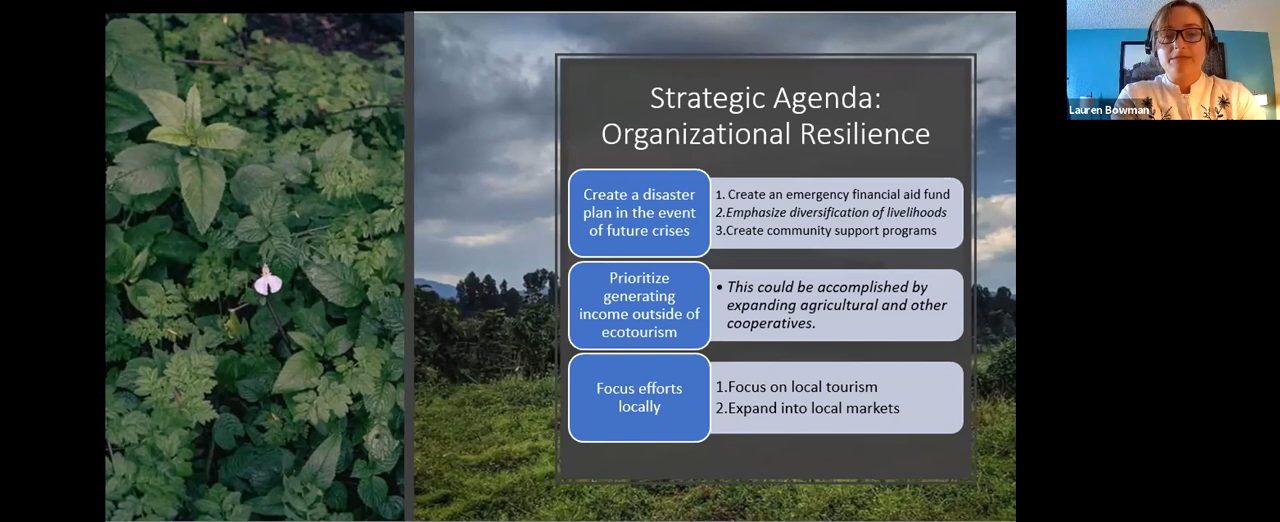 Strategic Agenda:
Organizational Resilience
Create a disaster
plan in the event
of future crises
1. Create an emergency financial aid fund
2.Emphasize diversification of livelihoods
3.Create community support programs
Prioritize
generating
income outside of
ecotourism
• This could be accomplished by
expanding agricultural and other
cooperatives.
Focus efforts
locally
1.Focus on local tourism
2.Expand into local markets
Lauren Bowman